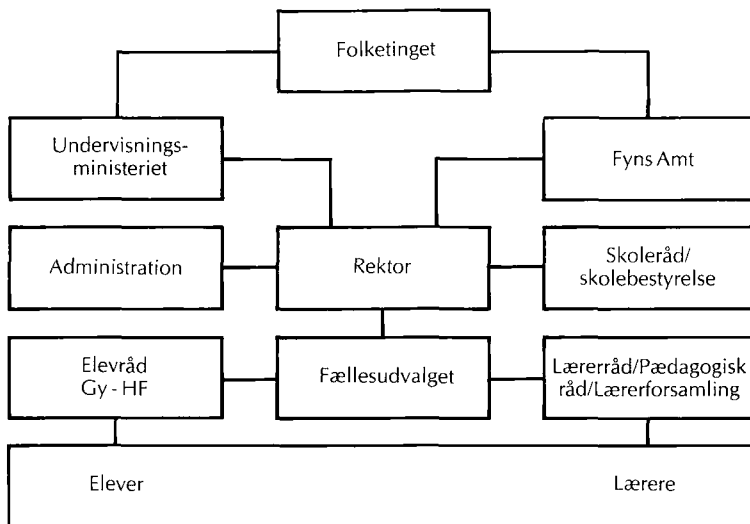 Folketinget
Undervisnings-
ministeriet
Fyns Amt
Administration
Rektor
Skoleråd/
skolebestyrelse
Elevråd
Gy - HF
Fællesudvalget
Lærerråd/Pædagogisk
råd/Lærerforsamling
Elever
Lærere